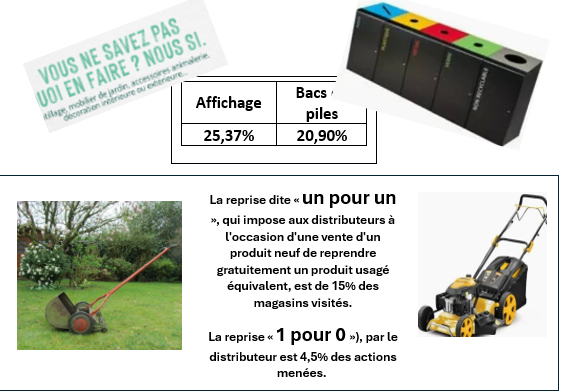 VOUS NE SAVEZ PAS
UOI EN FAIRE ? NOUS SI.
tillage, mobilier de jardin, accessoires animalerie,
décoration intérieure ou extérieure...
Affichage
Bacs
piles
25,37%
20,90%
NON RECYCLABLE
La reprise dite « un pour un
», qui impose aux distributeurs à
l'occasion d'une vente d'un
produit neuf de reprendre
gratuitement un produit usagé
équivalent, est de 15% des
magasins visités.
La reprise « 1 pour 0 »), par le
distributeur est 4,5% des actions
menées.